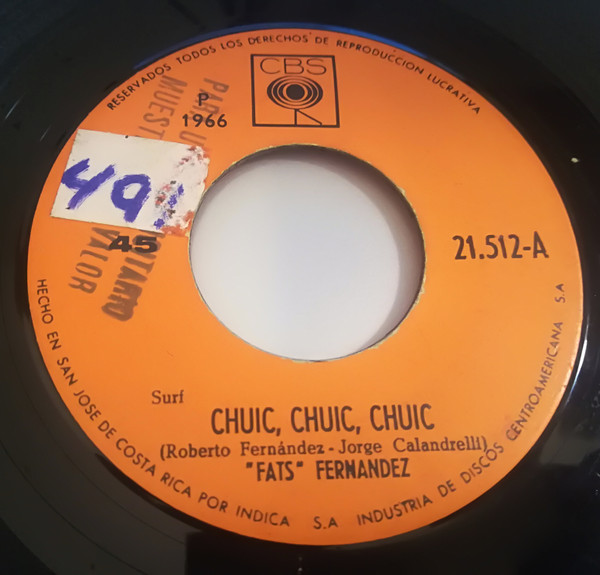 RESERVADOS TODOS LOS DERECHOS DE REPRODUCCION LUCRATIVA
CBS
P
1966
49
45
VALOR
21.512-A
Surf
CHUIC, CHUIC, CHUIC
(Roberto Fernández - Jorge Calandrelli)
"FATS" FERNANDEZ
HECHO EN SAN JOSE DE COSTA RICA POR INDICA S.A INDUSTRIA DE DISCOS CENTROAMERICANA S.A